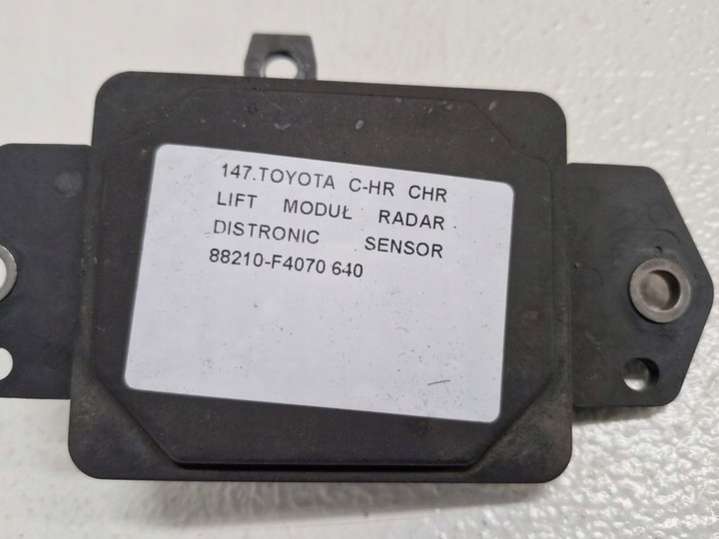 147.TOYOTA C-HR CHR
LIFT MODUŁ RADAR
DISTRONIC SENSOR
88210-F4070 640